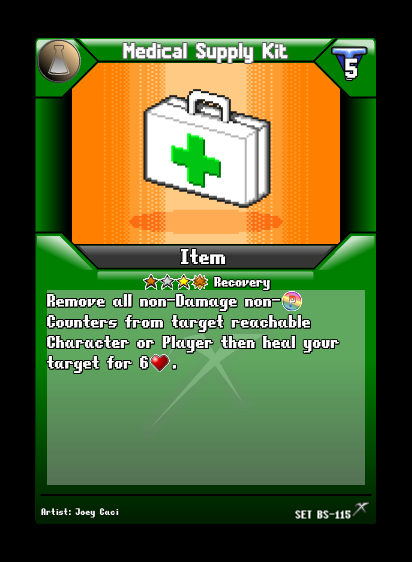 Medical Supply Kit
5
Item
Recovery
Remove all non-Damage non-P
Counters from target reachable
Character or Player then heal your
target for 6❤.
Artist: Joey Caci
SET BS-115